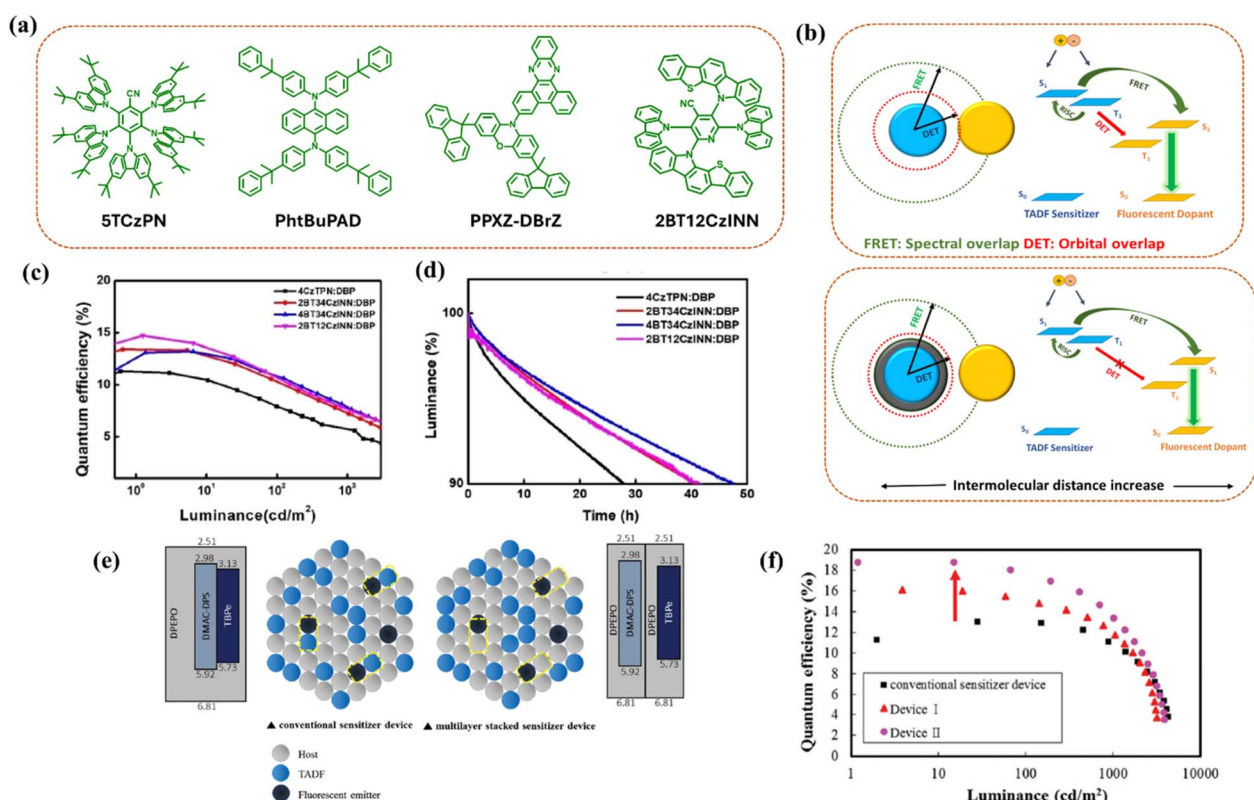 (a)
CN
5TCzPN
PhtBuPAD
PPXZ-DBrZ
2BT12CzINN
(b)
FRET
DET
S1
RISC
T1
DET
FRET
S1
T1
S0
S0
TADF Sensitizer
Fluorescent Dopant
FRET: Spectral overlap DET: Orbital overlap
FRET
DET
S1
RISC
T1
DET
FRET
S1
T1
S0
S0
TADF Sensitizer
Fluorescent Dopant
Intermolecular distance increase
(c)
Quantum efficiency (%)
20
15
10
5
4CzTPN:DBP
2BT34CzINN:DBP
4BT34CzINN:DBP
2BT12CzINN:DBP
10^0
10^1
10^2
10^3
Luminance(cd/m^2)
(d)
Luminance (%)
100
90
4CzTPN:DBP
2BT34CzINN:DBP
4BT34CzINN:DBP
2BT12CzINN:DBP
0 10 20 30 40 50
Time (h)
(e)
2.51
2.98
3.13
DPEPO
DMAC-DPS
TBPe
5.92
5.73
6.81
▲ conventional sensitizer device
▲ multilayer stacked sensitizer device
2.51 2.51
2.98
3.13
DPEPO
DMAC-DPS
DPEPO
TBPe
5.92
5.73
6.81 6.81
Host
TADF
Fluorescent emitter
(f)
Quantum efficiency (%)
20
18
16
14
12
10
8
6
4
2
0
conventional sensitizer device
Device Ⅰ
Device Ⅱ
1 10 100 1000 10000
Luminance (cd/m^2)